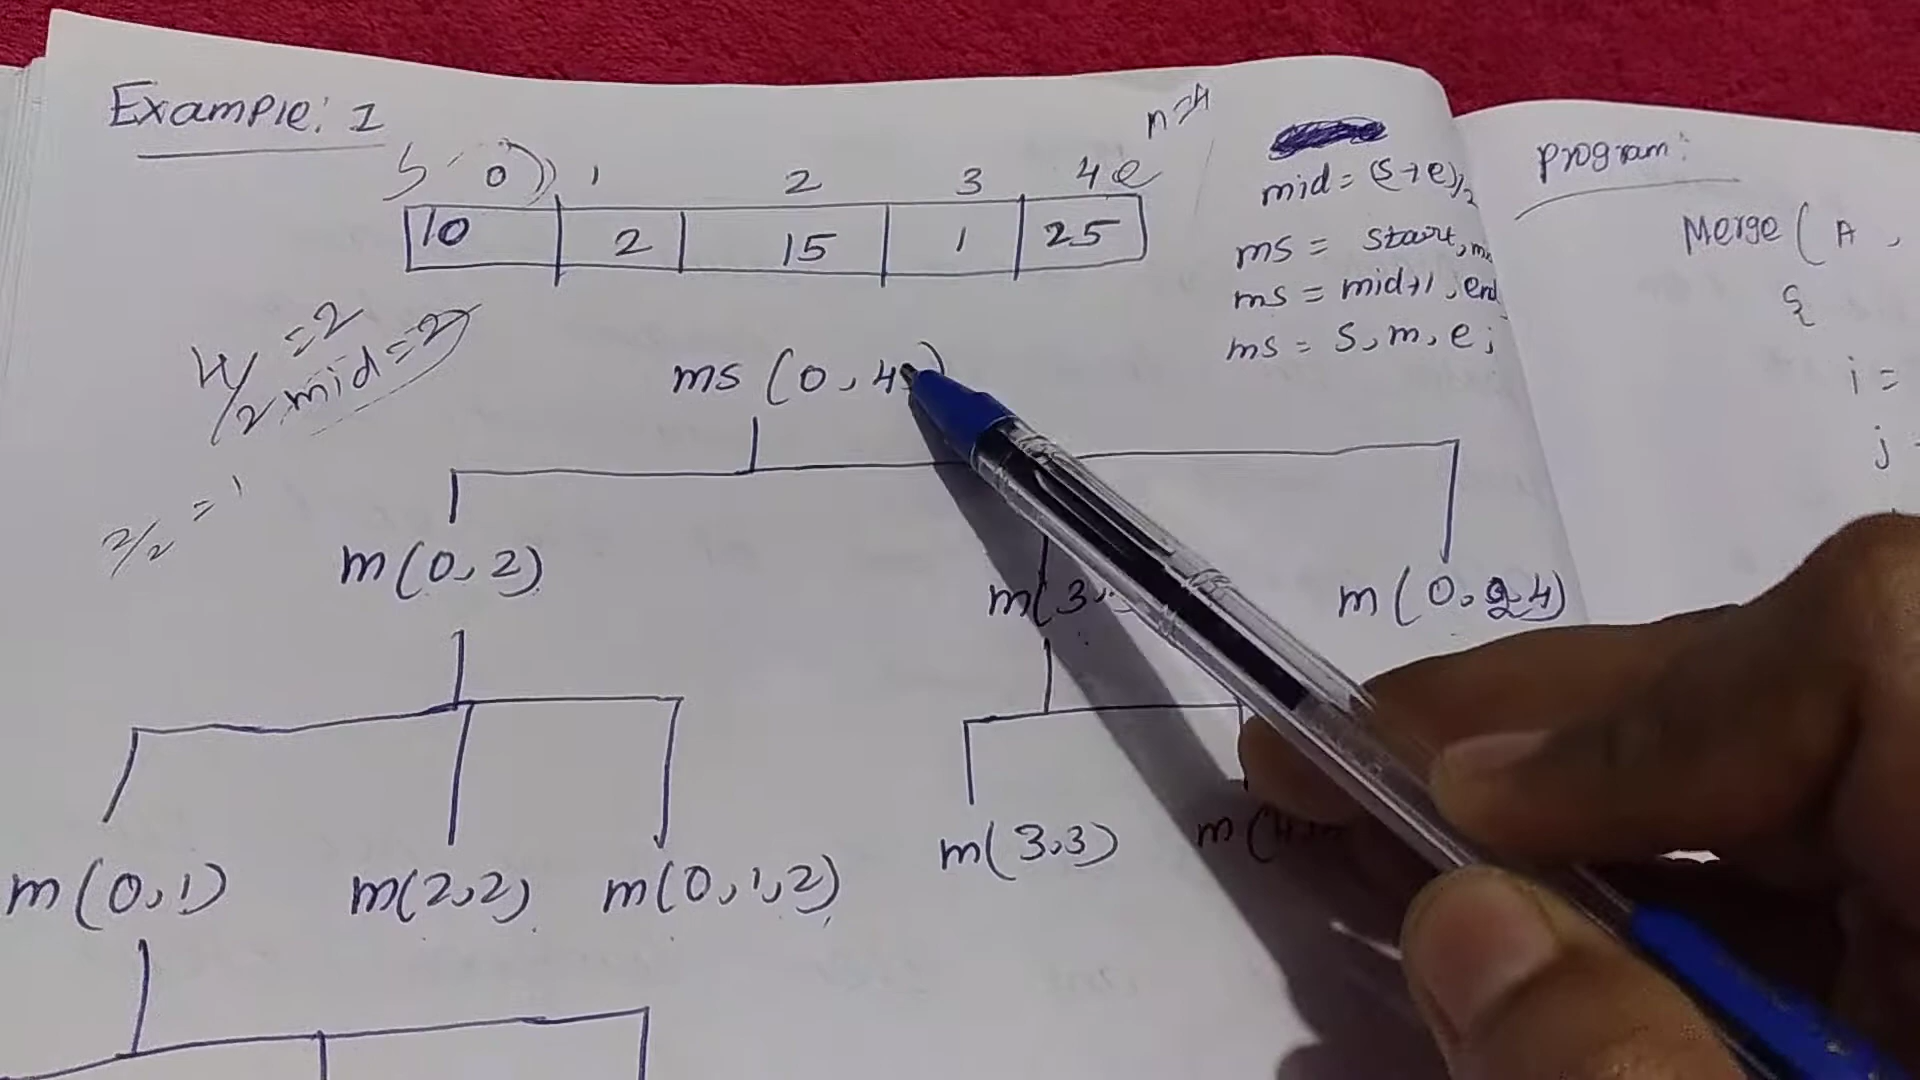 Example: 1
n=4
S 0 1 2 3 4 e
10 2 15 1 25
mid = (s+e)/2
ms = start,
ms = mid+1, end
ms = s, m, e;
4/2 = 2
mid = 2
ms (0, 4)
2/2 = 1
m(0, 2)
m(3,
m(0, 2 4)
m(0,1)
m(2,2)
m(0,1,2)
m(3,3)
m(
program:
Merge( A ,
{
i =
j